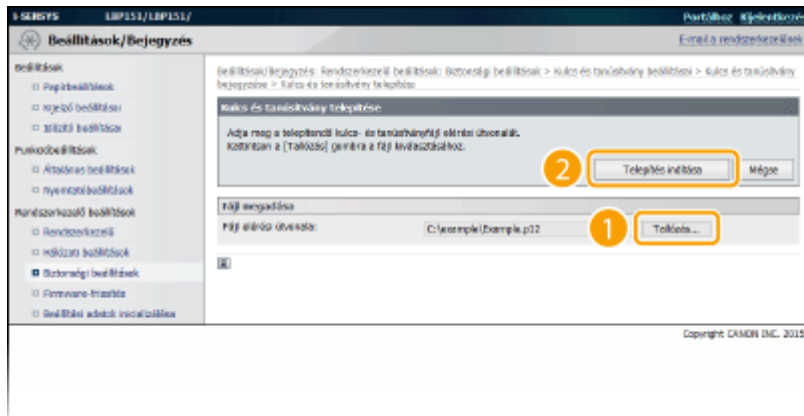 i-SENSYS LBP151/LBP151/ Portálhoz Kijelentkezés
Beállítások/Bejegyzés E-mail a rendszerkezelőnek
Beállítások Beállítások/Bejegyzés: Rendszerkezelő beállítások: Biztonsági beállítások > Kulcs és tanúsítvány beállításai > Kulcs és tanúsítvány
bejegyzése > Kulcs és tanúsítvány telepítése
Papírbeállítások
Kijelző beállításai
Időzítő beállításai
Kulcs és tanúsítvány telepítése
Adja meg a telepítendő kulcs- és tanúsítványfájl elérési útvonalát.
Kattintson a [Tallózás] gombra a fájl kiválasztásához.
2 Telepítés indítása Mégse
Funkcióbeállítások
Általános beállítások
Nyomtatóbeállítások
Rendszerkezelő beállítások
Fájl megadása
Fájl elérési útvonala: C:\example\Example.p12 1 Tallózás...
Rendszerkezelő
Hálózati beállítások
Biztonsági beállítások
Firmware-frissítés
Beállítási adatok inicializálása
Copyright CANON INC. 2015